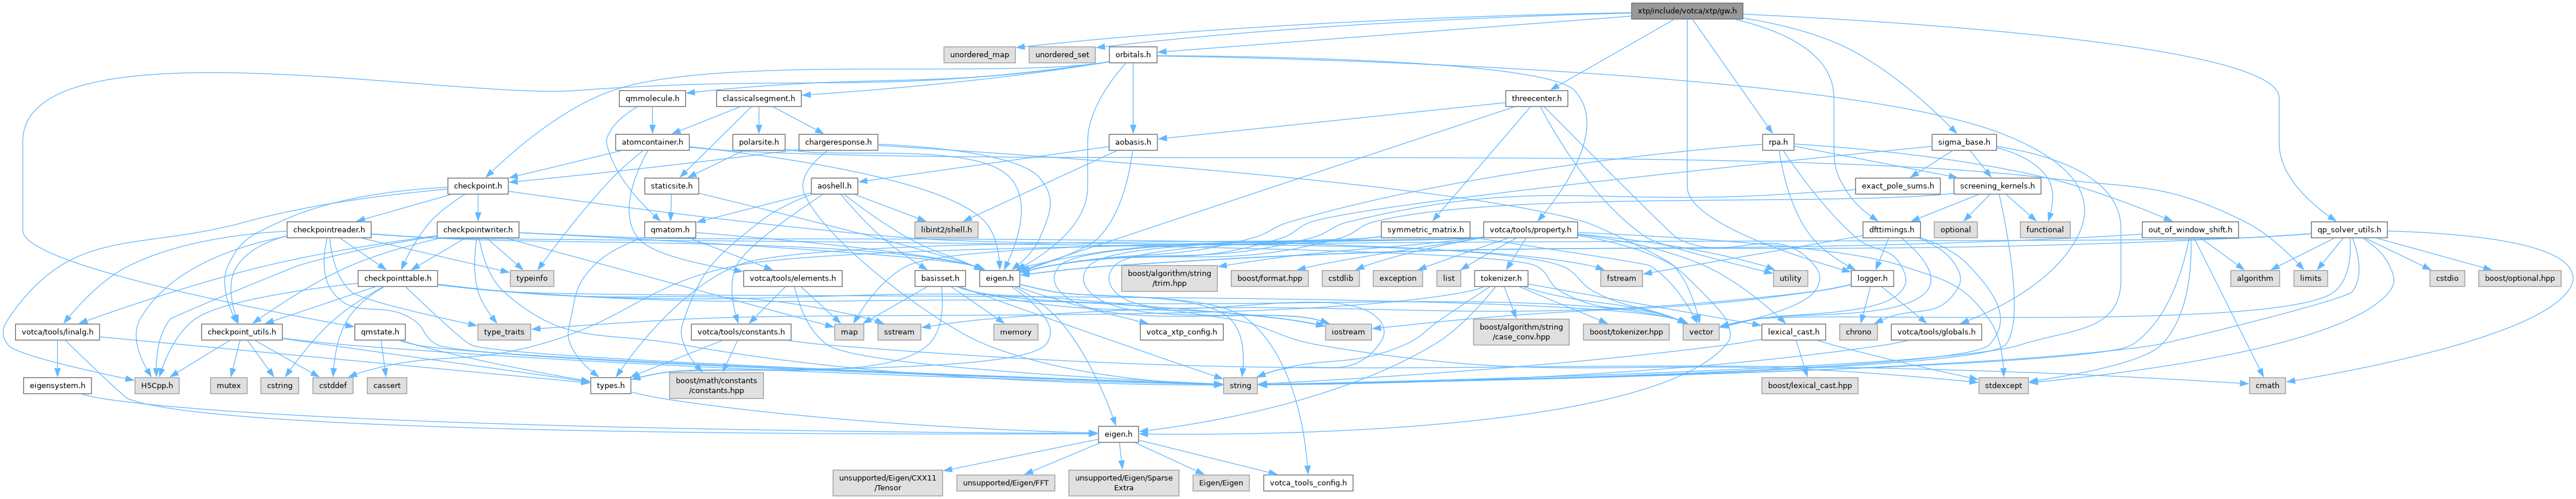 xtp/include/votca/xtp/gw.h
unordered_map
unordered_set
orbitals.h
qmmolecule.h
classicalsegment.h
threecenter.h
atomcontainer.h
polarsite.h
chargeresponse.h
aobasis.h
rpa.h
sigma_base.h
checkpoint.h
staticsite.h
aoshell.h
exact_pole_sums.h
screening_kernels.h
checkpointreader.h
checkpointwriter.h
qmatom.h
libint2/shell.h
symmetric_matrix.h
votca/tools/property.h
dfttimings.h
optional
functional
out_of_window_shift.h
qp_solver_utils.h
checkpointtable.h
typeinfo
votca/tools/elements.h
basisset.h
eigen.h
boost/algorithm/string
/trim.hpp
boost/format.hpp
cstdlib
exception
list
tokenizer.h
fstream
utility
logger.h
algorithm
limits
cstdio
boost/optional.hpp
votca/tools/linalg.h
checkpoint_utils.h
qmstate.h
type_traits
votca/tools/constants.h
map
sstream
memory
votca_xtp_config.h
iostream
boost/algorithm/string
/case_conv.hpp
boost/tokenizer.hpp
vector
lexical_cast.h
chrono
votca/tools/globals.h
eigensystem.h
H5Cpp.h
mutex
cstring
cstddef
cassert
types.h
boost/math/constants
/constants.hpp
string
boost/lexical_cast.hpp
stdexcept
cmath
eigen.h
unsupported/Eigen/CXX11
/Tensor
unsupported/Eigen/FFT
unsupported/Eigen/Sparse
Extra
Eigen/Eigen
votca_tools_config.h